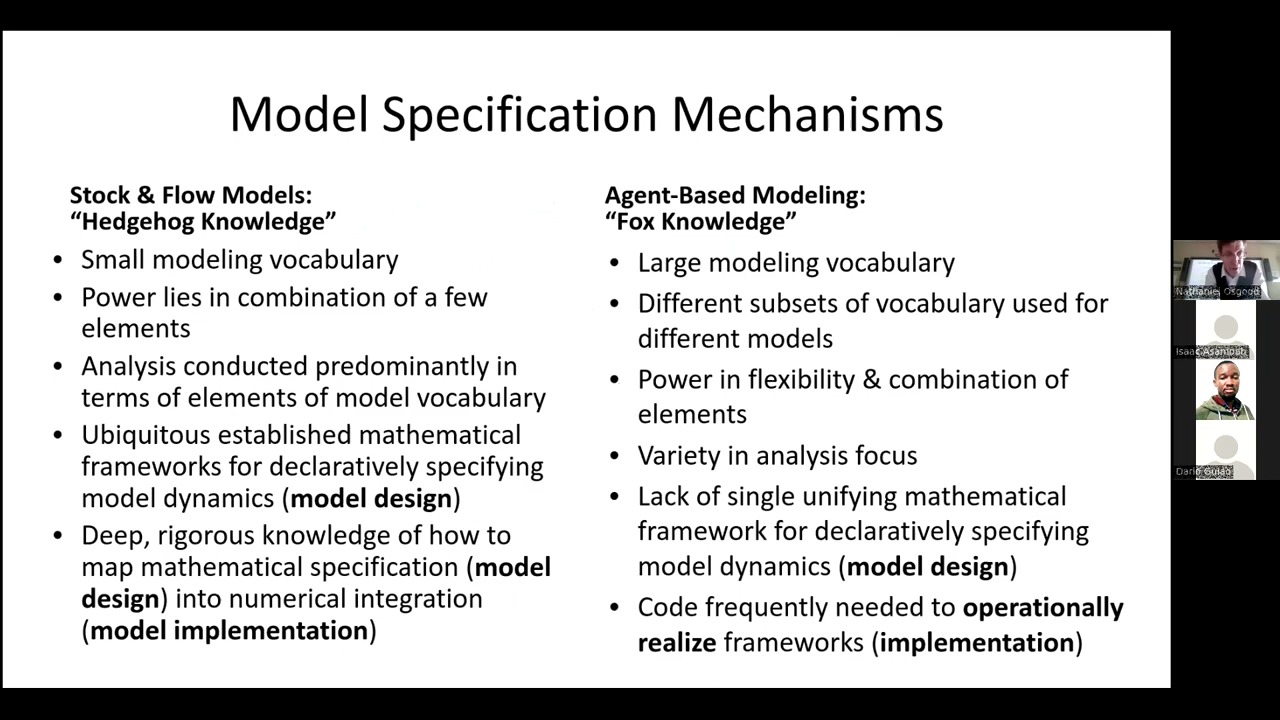 Model Specification Mechanisms
Stock & Flow Models:
“Hedgehog Knowledge”
• Small modeling vocabulary
• Power lies in combination of a few
elements
• Analysis conducted predominantly in
terms of elements of model vocabulary
• Ubiquitous established mathematical
frameworks for declaratively specifying
model dynamics (model design)
• Deep, rigorous knowledge of how to
map mathematical specification (model
design) into numerical integration
(model implementation)
Agent-Based Modeling:
“Fox Knowledge”
• Large modeling vocabulary
• Different subsets of vocabulary used for
different models
• Power in flexibility & combination of
elements
• Variety in analysis focus
• Lack of single unifying mathematical
framework for declaratively specifying
model dynamics (model design)
• Code frequently needed to operationally
realize frameworks (implementation)
Nathaniel Osgood
Isaac
Dario